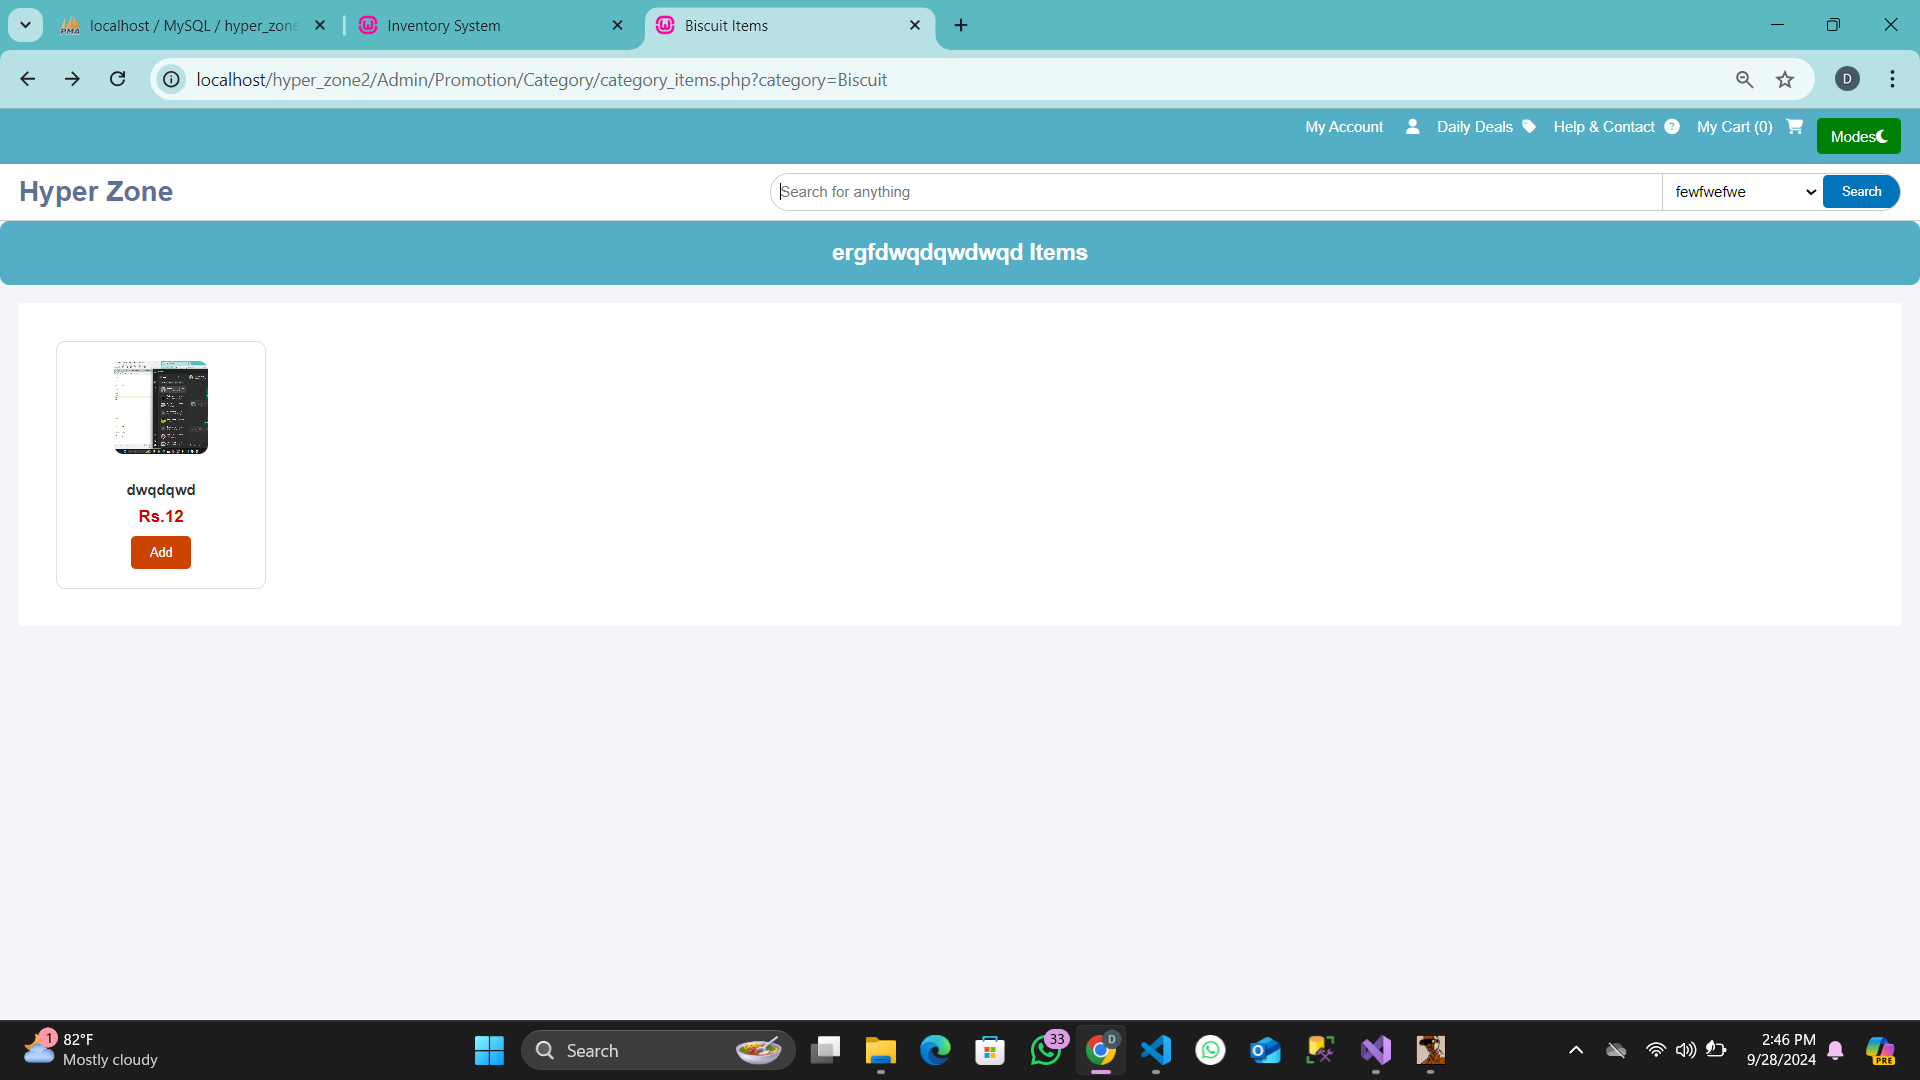 localhost / MySQL / hyper_zone
Inventory System
Biscuit Items
localhost/hyper_zone2/Admin/Promotion/Category/category_items.php?category=Biscuit
D
My Account
Daily Deals
Help & Contact
My Cart (0)
Modes
Hyper Zone
Search for anything
fewfwefwe
Search
ergfdwqdqwdwqd Items
dwqdqwd
Rs.12
Add
1
82°F
Mostly cloudy
Search
33
D
2:46 PM
9/28/2024
PRE